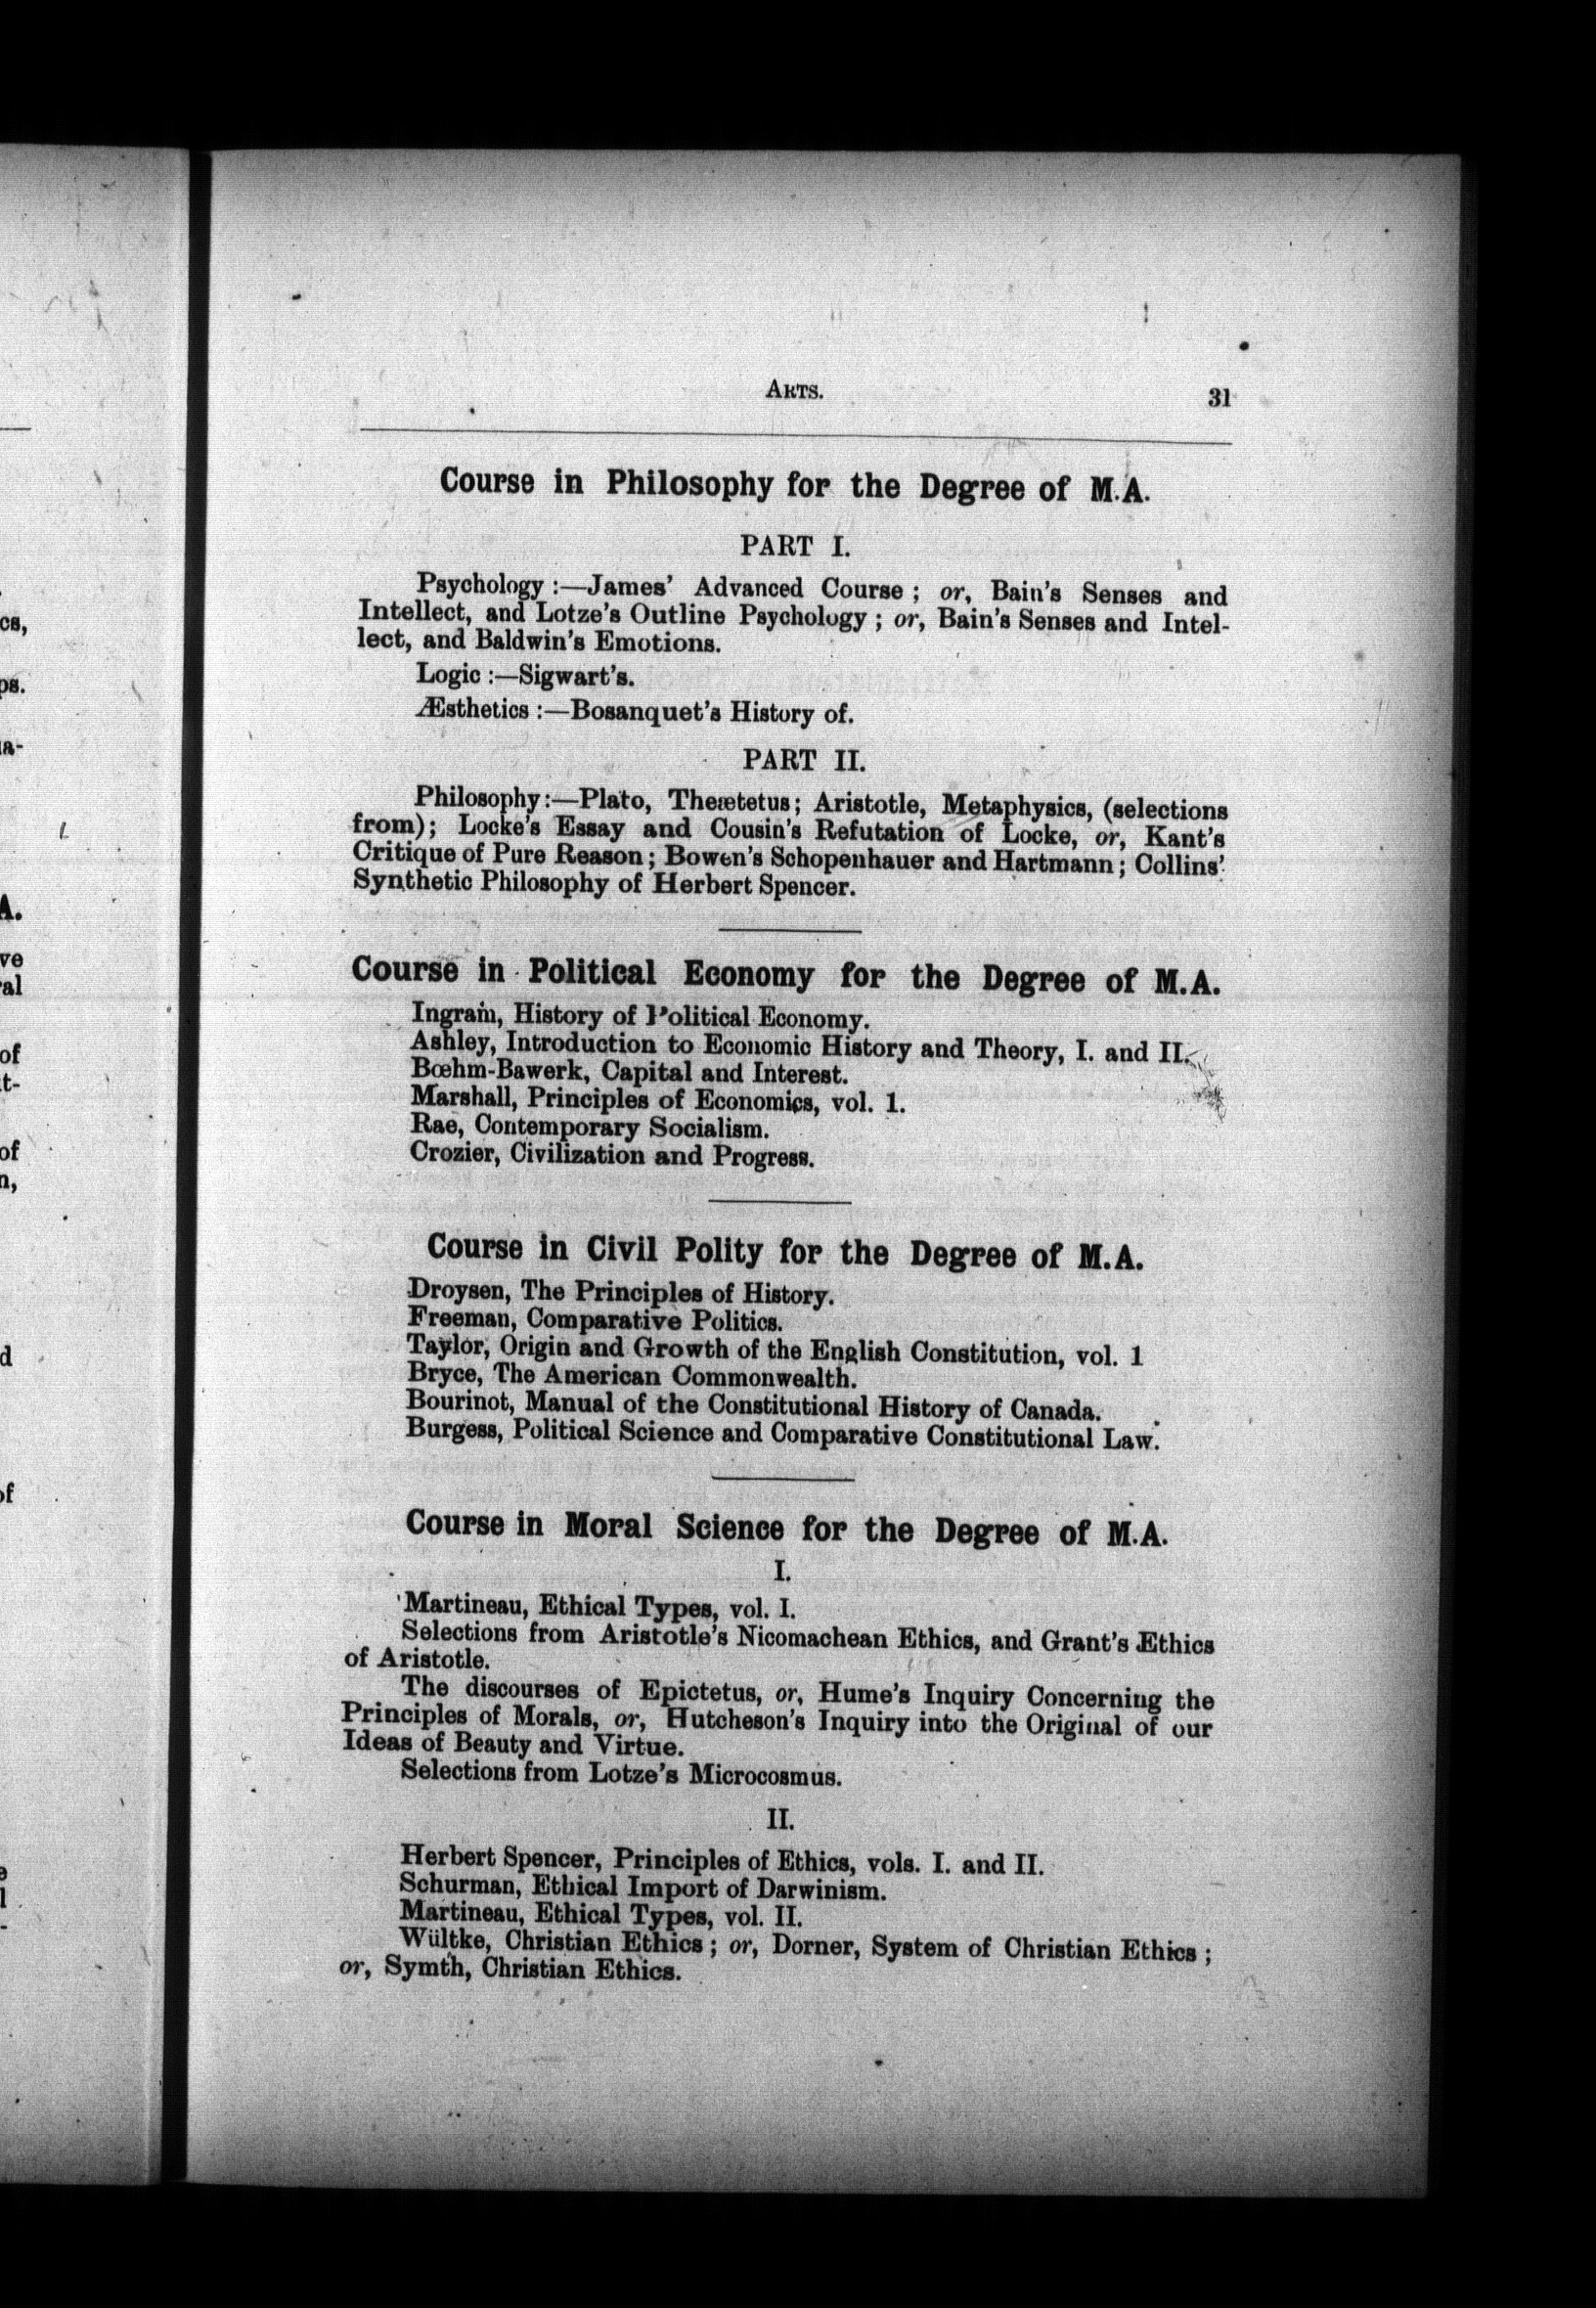 ARTS.
31
Course in Philosophy for the Degree of M.A.
PART I.
Psychology :—James' Advanced Course ; or, Bain's Senses and
Intellect, and Lotze's Outline Psychology ; or, Bain's Senses and Intel-
lect, and Baldwin's Emotions.
Logic :—Sigwart's.
Æsthetics :—Bosanquet's History of.
PART II.
Philosophy:—Plato, Theætetus; Aristotle, Metaphysics, (selections
from); Locke's Essay and Cousin's Refutation of Locke, or, Kant's
Critique of Pure Reason; Bowen's Schopenhauer and Hartmann; Collins'
Synthetic Philosophy of Herbert Spencer.
Course in Political Economy for the Degree of M.A.
Ingram, History of Political Economy.
Ashley, Introduction to Economic History and Theory, I. and II.
Bœhm-Bawerk, Capital and Interest.
Marshall, Principles of Economics, vol. 1.
Rae, Contemporary Socialism.
Crozier, Civilization and Progress.
Course in Civil Polity for the Degree of M.A.
Droysen, The Principles of History.
Freeman, Comparative Politics.
Taylor, Origin and Growth of the English Constitution, vol. 1
Bryce, The American Commonwealth.
Bourinot, Manual of the Constitutional History of Canada.
Burgess, Political Science and Comparative Constitutional Law.
Course in Moral Science for the Degree of M.A.
I.
Martineau, Ethical Types, vol. I.
Selections from Aristotle's Nicomachean Ethics, and Grant's Ethics
of Aristotle.
The discourses of Epictetus, or, Hume's Inquiry Concerning the
Principles of Morals, or, Hutcheson's Inquiry into the Original of our
Ideas of Beauty and Virtue.
Selections from Lotze's Microcosmus.
II.
Herbert Spencer, Principles of Ethics, vols. I. and II.
Schurman, Ethical Import of Darwinism.
Martineau, Ethical Types, vol. II.
Wültke, Christian Ethics ; or, Dorner, System of Christian Ethics ;
or, Symth, Christian Ethics.